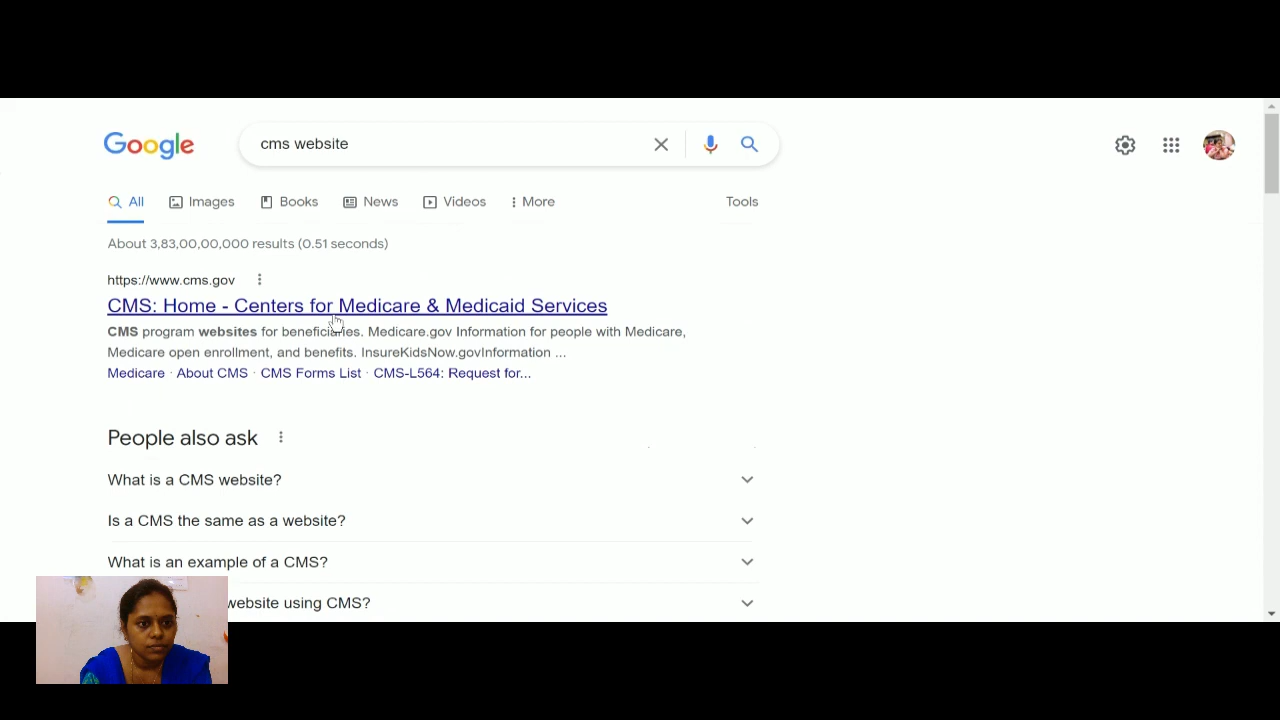 Google
cms website
All Images Books News Videos More Tools
About 3,83,00,00,000 results (0.51 seconds)
https://www.cms.gov
CMS: Home - Centers for Medicare & Medicaid Services
CMS program websites for beneficiaries. Medicare.gov Information for people with Medicare,
Medicare open enrollment, and benefits. InsureKidsNow.govInformation ...
Medicare · About CMS · CMS Forms List · CMS-L564: Request for...
People also ask
What is a CMS website?
Is a CMS the same as a website?
What is an example of a CMS?
website using CMS?